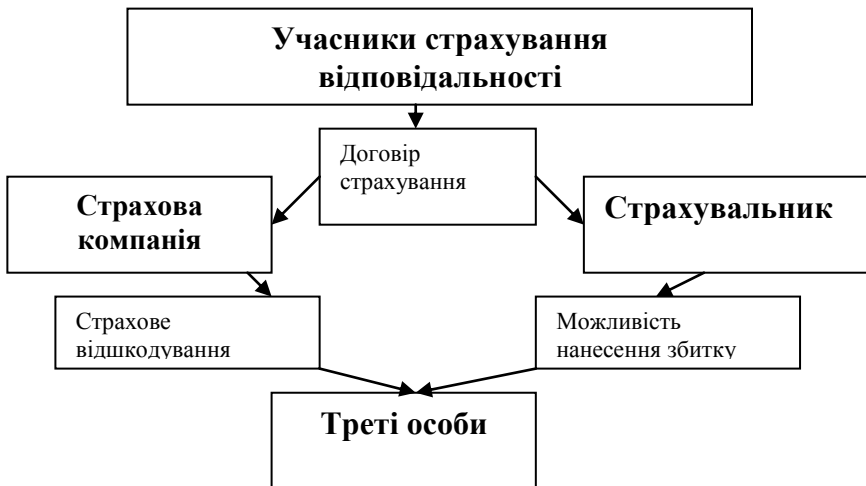 Учасники страхування
відповідальності
Договір
страхування
Страхова
компанія
Страхувальник
Страхове
відшкодування
Можливість
нанесення збитку
Треті особи